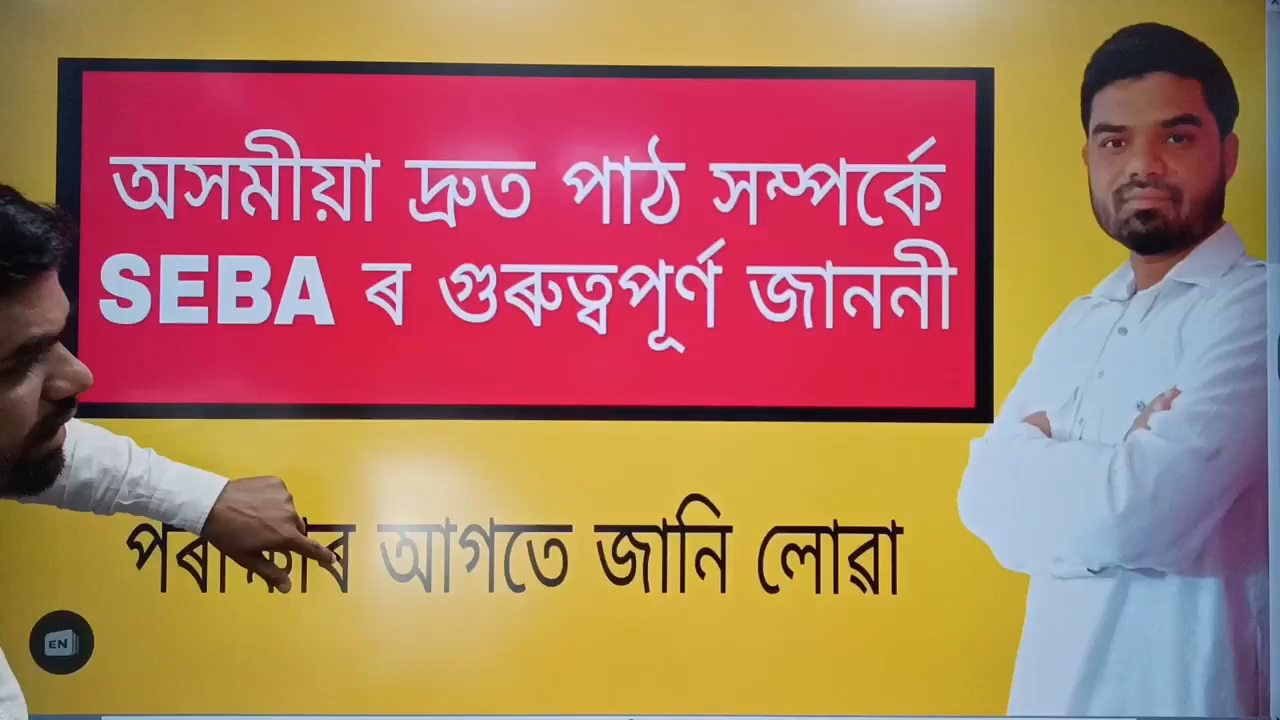 অসমীয়া দ্ৰুত পাঠ সম্পৰ্কে
SEBA ৰ গুৰুত্বপূৰ্ণ জাননী
আগতে জানি লোৱা
EN